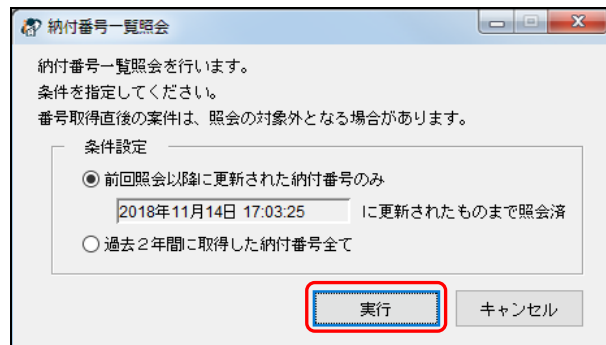 納付番号一覧照会
納付番号一覧照会を行います。
条件を指定してください。
番号取得直後の案件は、照会の対象外となる場合があります。
条件設定
前回照会以降に更新された納付番号のみ
2018年11月14日 17:03:25 に更新されたものまで照会済
過去２年間に取得した納付番号全て
実行 キャンセル